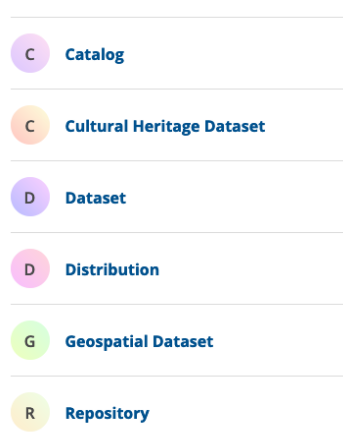 C Catalog
C Cultural Heritage Dataset
D Dataset
D Distribution
G Geospatial Dataset
R Repository